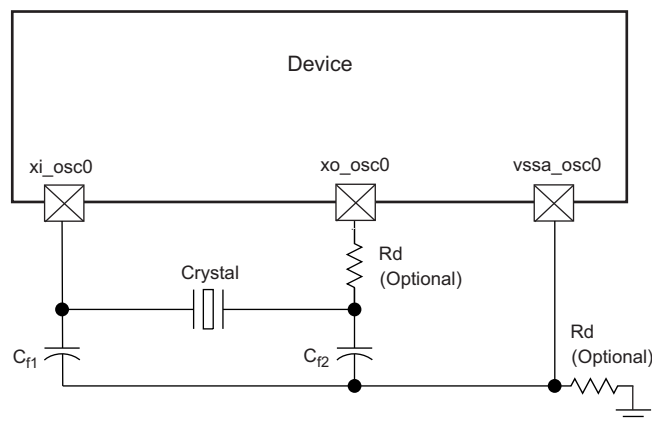 Device
xi_osc0
xo_osc0
vssa_osc0
Rd
(Optional)
Crystal
Rd
(Optional)
Cf1
Cf2